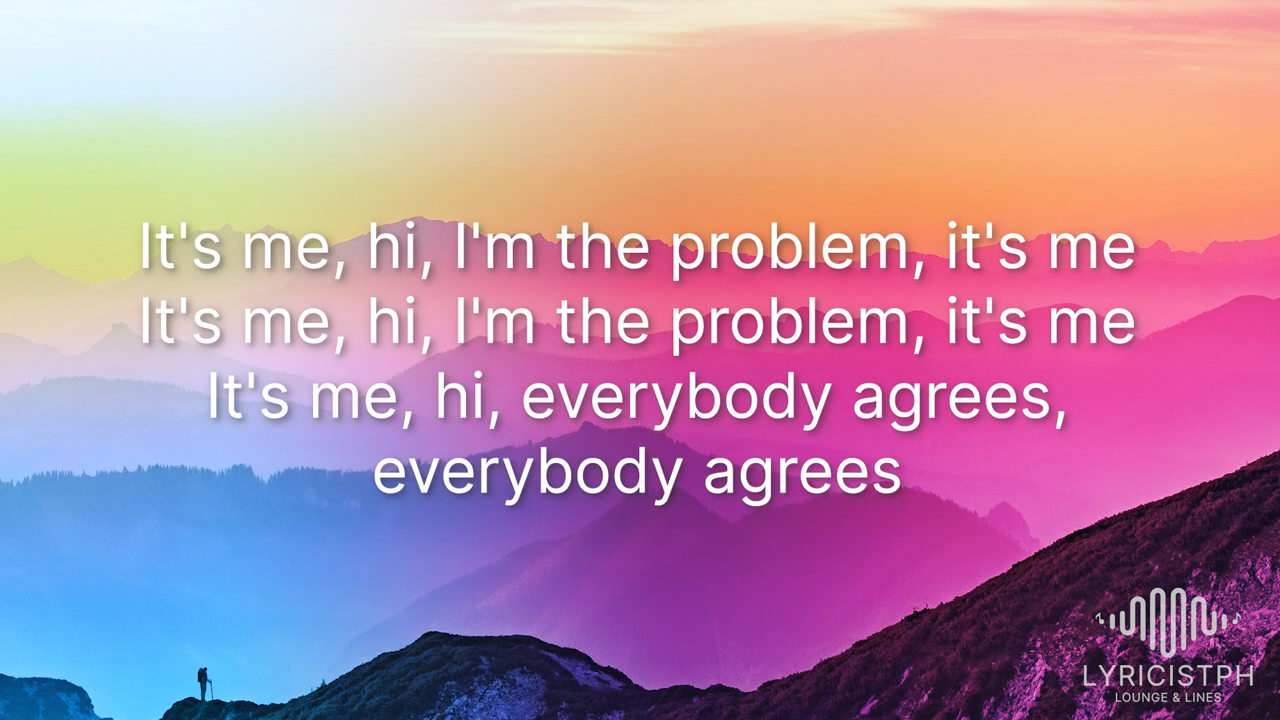 It's me, hi, I'm the problem, it's me
It's me, hi, I'm the problem, it's me
It's me, hi, everybody agrees,
everybody agrees
LYRICISTPH
LOUNGE & LINES